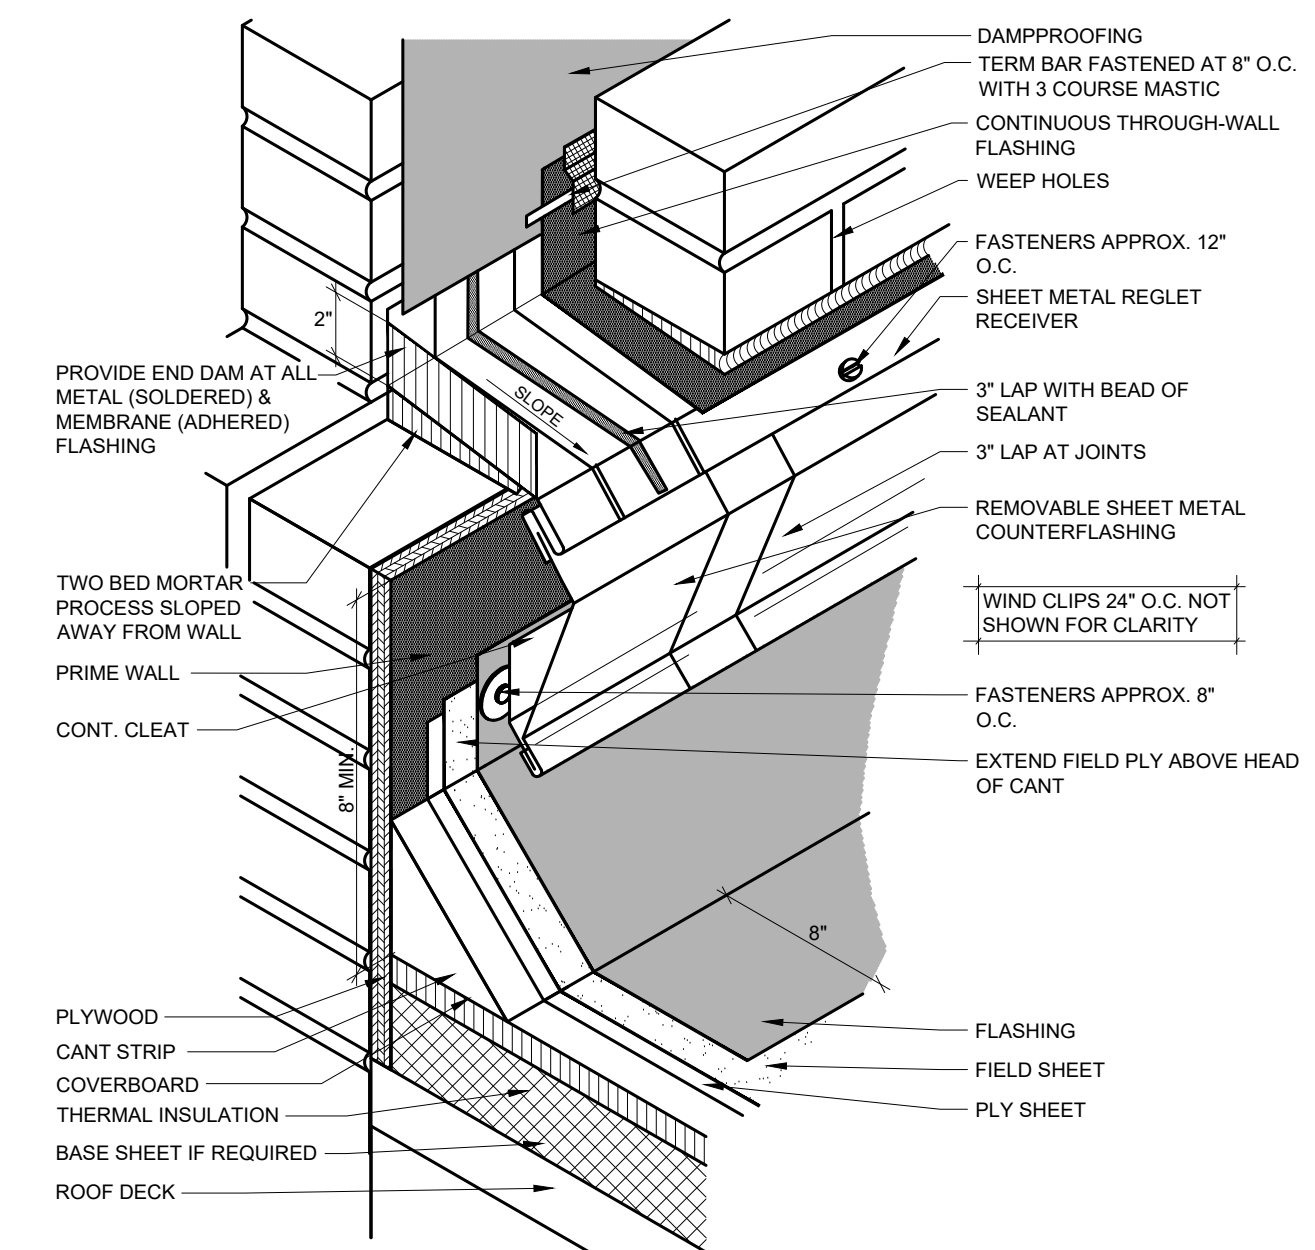 DAMPPROOFING
TERM BAR FASTENED AT 8" O.C.
WITH 3 COURSE MASTIC
CONTINUOUS THROUGH-WALL
FLASHING
WEEP HOLES
FASTENERS APPROX. 12"
O.C.
SHEET METAL REGLET
RECEIVER
2"
PROVIDE END DAM AT ALL
METAL (SOLDERED) &
MEMBRANE (ADHERED)
FLASHING
SLOPE
3" LAP WITH BEAD OF
SEALANT
3" LAP AT JOINTS
REMOVABLE SHEET METAL
COUNTERFLASHING
TWO BED MORTAR
PROCESS SLOPED
AWAY FROM WALL
WIND CLIPS 24" O.C. NOT
SHOWN FOR CLARITY
PRIME WALL
CONT. CLEAT
FASTENERS APPROX. 8"
O.C.
8" MIN.
EXTEND FIELD PLY ABOVE HEAD
OF CANT
8"
PLYWOOD
CANT STRIP
COVERBOARD
THERMAL INSULATION
BASE SHEET IF REQUIRED
ROOF DECK
FLASHING
FIELD SHEET
PLY SHEET